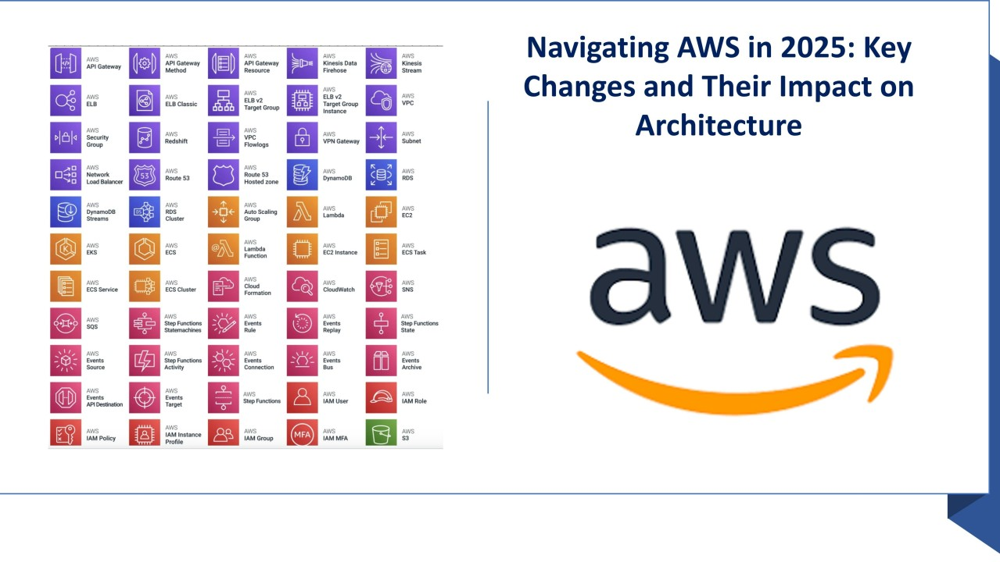 Navigating AWS in 2025: Key
Changes and Their Impact on
Architecture
AWS
API Gateway
AWS
API Gateway
Method
AWS
API Gateway
Resource
AWS
Kinesis Data
Firehose
AWS
Kinesis
Stream
AWS
ELB
AWS
ELB Classic
AWS
ELB v2
Target Group
AWS
ELB v2
Target Group
Instance
AWS
VPC
AWS
Security
Group
AWS
Redshift
AWS
VPC
Flowlogs
AWS
VPN Gateway
AWS
Subnet
AWS
Network
Load Balancer
53
AWS
Route 53
AWS
Route 53
Hosted zone
AWS
DynamoDB
AWS
RDS
AWS
DynamoDB
Streams
AWS
RDS
Cluster
AWS
Auto Scaling
Group
AWS
Lambda
AWS
EC2
K
AWS
EKS
AWS
ECS
@λ
AWS
Lambda
Function
AWS
EC2 Instance
AWS
ECS Task
AWS
ECS Service
AWS
ECS Cluster
AWS
Cloud
Formation
AWS
CloudWatch
AWS
SNS
AWS
SQS
AWS
Step Functions
Statemachines
AWS
Events
Rule
AWS
Events
Replay
AWS
Step Functions
State
AWS
Events
Source
AWS
Step Functions
Activity
AWS
Events
Connection
AWS
Events
Bus
AWS
Events
Archive
AWS
Events
API Destination
AWS
Events
Target
AWS
Step Functions
AWS
IAM User
AWS
IAM Role
AWS
IAM Policy
AWS
IAM Instance
Profile
AWS
IAM Group
MFA
AWS
IAM MFA
AWS
S3
aws